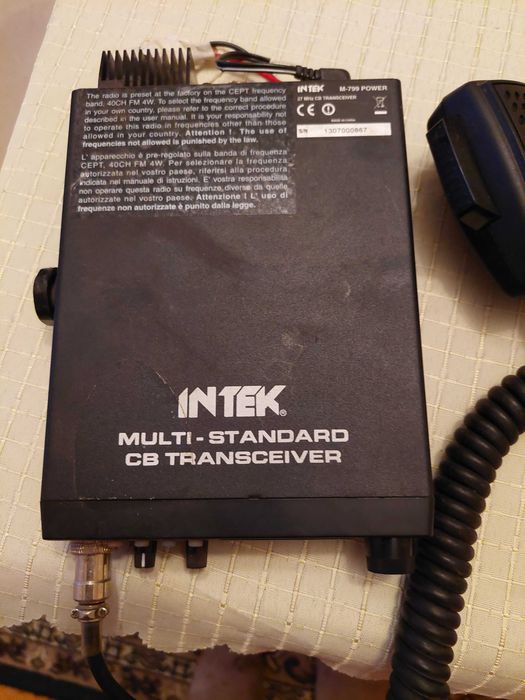 The radio is preset at the factory on the CEPT frequency
band, 40CH FM 4W. To select the frequency band allowed
in your own country, please refer to the correct procedure
described in the user manual. It is your responsibility not
to operate this radio in frequencies other than those
allowed in your country. Attention ! The use of
frequencies not allowed is punished by the law.
L' apparecchio è pre-regolato sulla banda di frequenza
CEPT, 40CH FM 4W. Per selezionare la frequenza
autorizzata nel vostro paese, riferirsi alla procedura
indicata nel manuale di istruzioni. E' vostra responsabilità
non operare questa radio su frequenze diverse da quelle
autorizzate nel vostro paese. Attenzione ! L' uso di
frequenze non autorizzate è punito dalla legge.
INTEK M-799 POWER
27 MHz CB TRANSCEIVER
CE
MADE IN CHINA
S/N 1307000867
INTEK®
MULTI-STANDARD
CB TRANSCEIVER